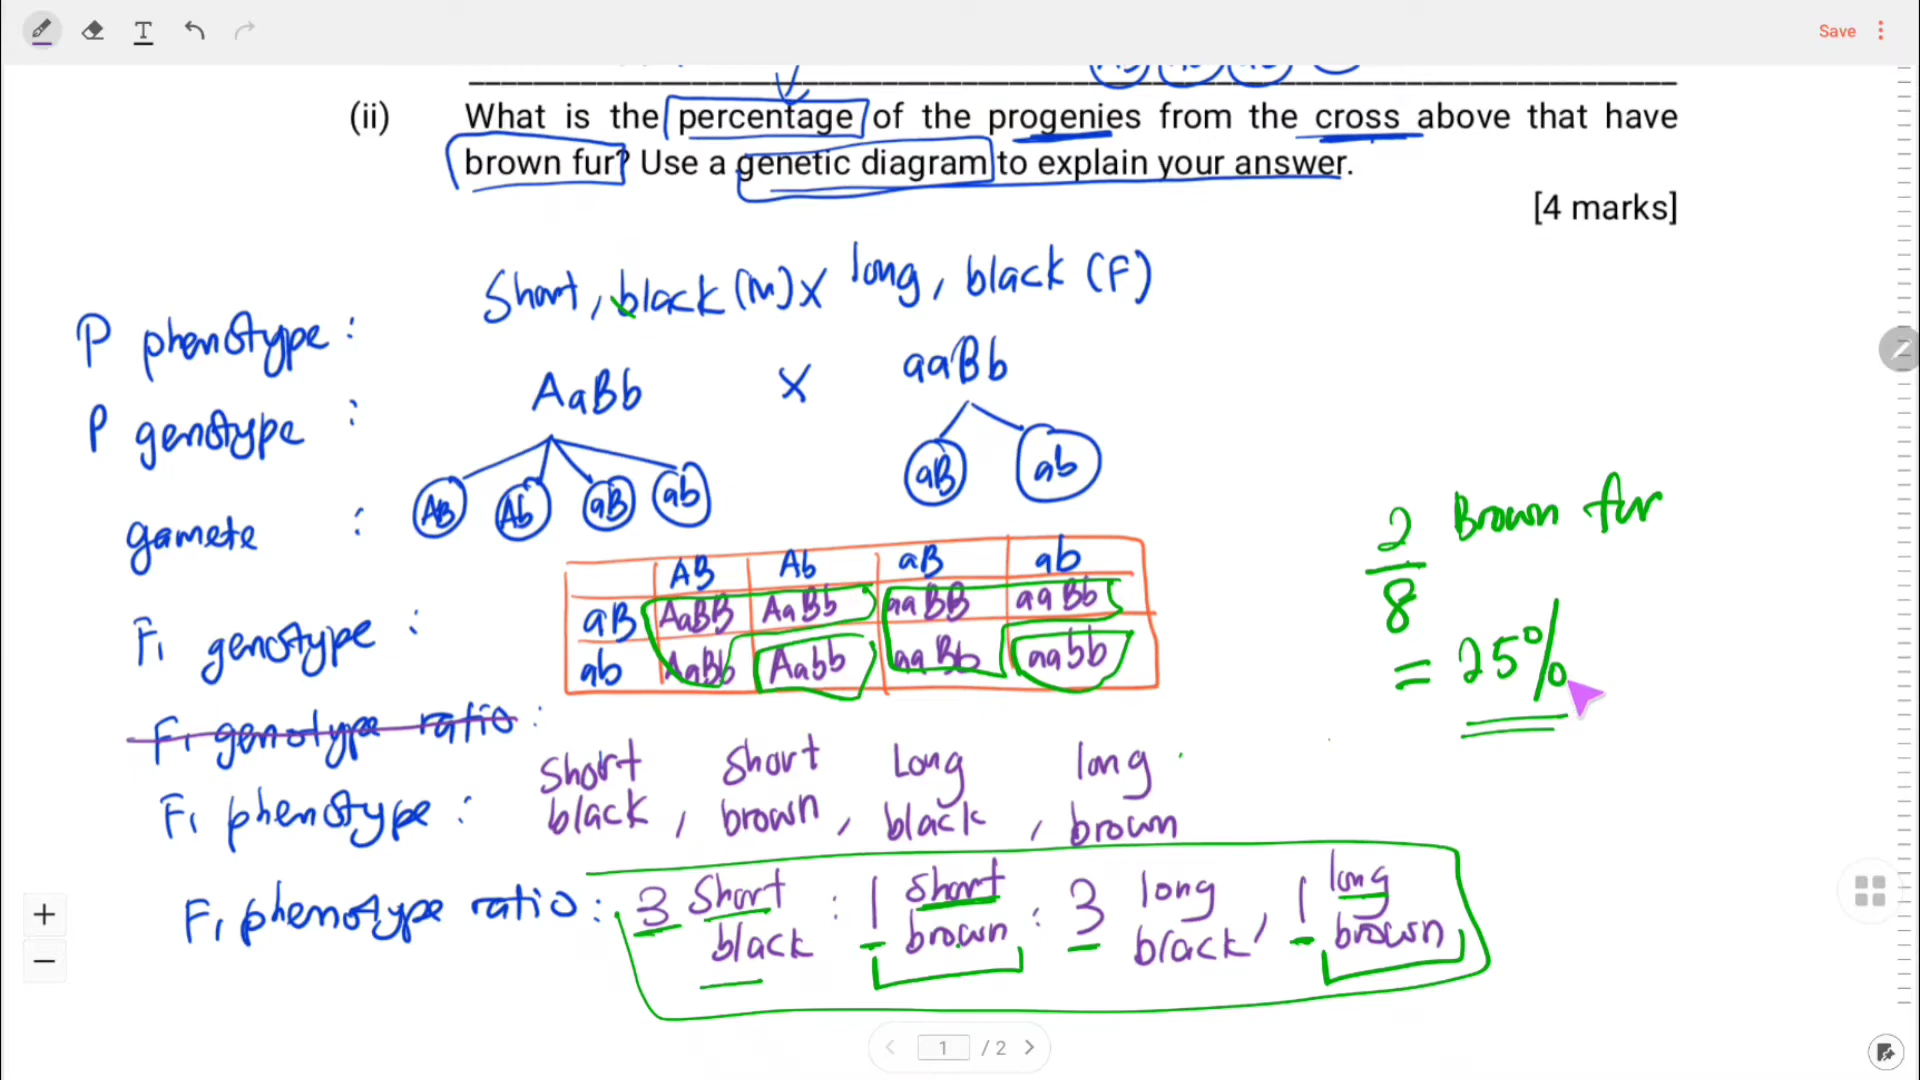 Save
(ii) What is the percentage of the progenies from the cross above that have
brown fur? Use a genetic diagram to explain your answer.
[4 marks]
P phenotype : Short, black (M) X long, black (F)
P genotype : AaBb X aaBb
gamete : AB Ab aB ab aB ab
AB Ab aB ab
F1 genotype : aB AaBB AaBb aaBB aaBb
ab AaBb Aabb aaBb aabb
2 Brown fur
8
= 25%
F1 genotype ratio :
F1 phenotype : Short black , Short brown , Long black , long brown
F1 phenotype ratio : 3 Short black : 1 Short brown : 3 long black , 1 long brown
1 / 2